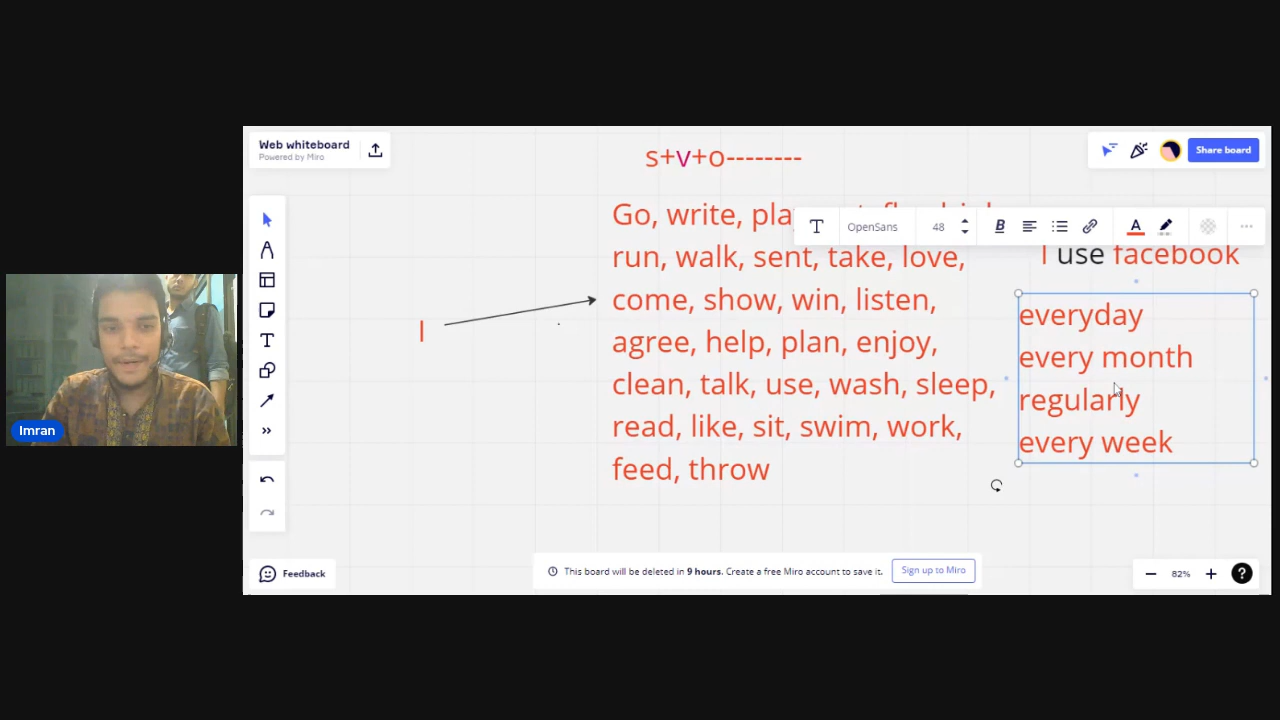 Web whiteboard
Powered by Miro
s+v+o--------
Share board
Go, write,
OpenSans
48
B
A
run, walk, sent, take, love,
I use facebook
come, show, win, listen,
everyday
I
agree, help, plan, enjoy,
every month
clean, talk, use, wash, sleep,
regularly
read, like, sit, swim, work,
every week
feed, throw
Imran
Feedback
This board will be deleted in 9 hours. Create a free Miro account to save it.
Sign up to Miro
82%